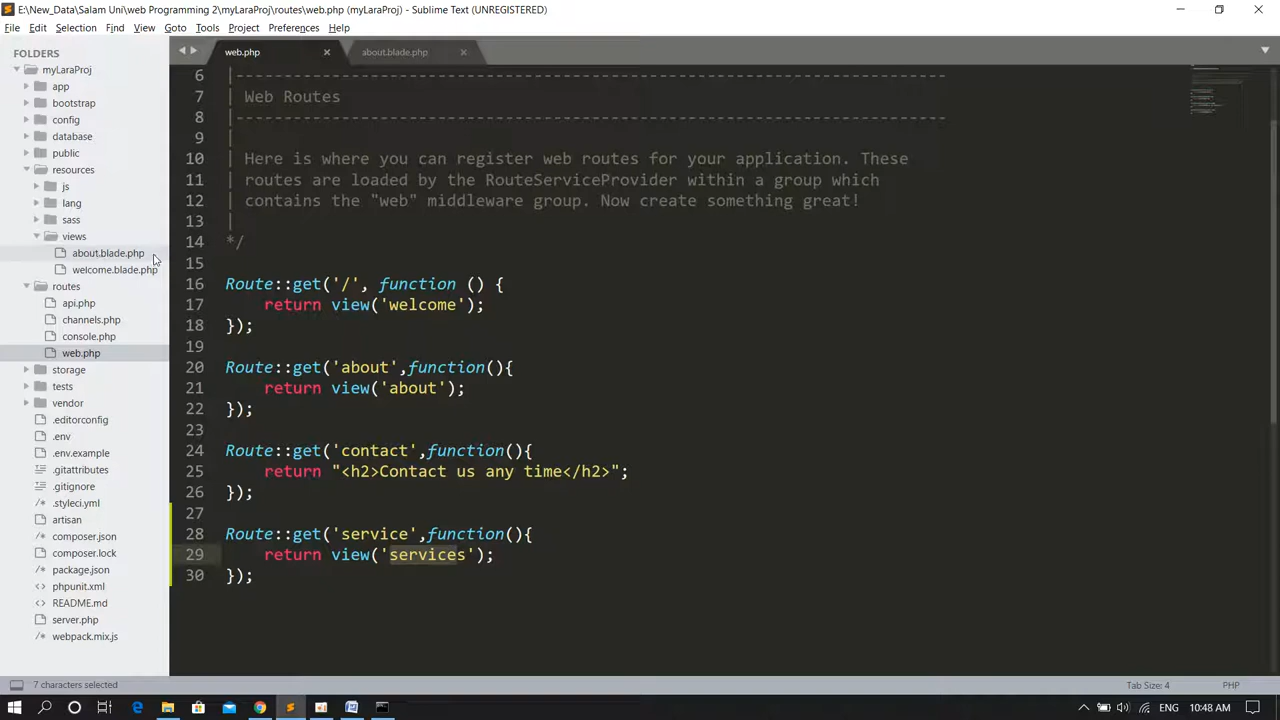 E:\New_Data\Salam Uni\web Programming 2\myLaraProj\routes\web.php (myLaraProj) - Sublime Text (UNREGISTERED)
File Edit Selection Find View Goto Tools Project Preferences Help
FOLDERS
myLaraProj
app
bootstrap
config
database
public
resources
js
lang
sass
views
about.blade.php
welcome.blade.php
routes
api.php
channels.php
console.php
web.php
storage
tests
vendor
.editorconfig
.env
.env.example
.gitattributes
.gitignore
.styleci.yml
artisan
composer.json
composer.lock
package.json
phpunit.xml
README.md
server.php
webpack.mix.js
web.php about.blade.php
6 |--------------------------------------------------------------------------
7 | Web Routes
8 |--------------------------------------------------------------------------
9 |
10 | Here is where you can register web routes for your application. These
11 | routes are loaded by the RouteServiceProvider within a group which
12 | contains the "web" middleware group. Now create something great!
13 |
14 */
15
16 Route::get('/', function () {
17 return view('welcome');
18 });
19
20 Route::get('about',function(){
21 return view('about');
22 });
23
24 Route::get('contact',function(){
25 return "<h2>Contact us any time</h2>";
26 });
27
28 Route::get('service',function(){
29 return view('services');
30 });
7 characters selected Tab Size: 4 PHP
ENG 10:48 AM